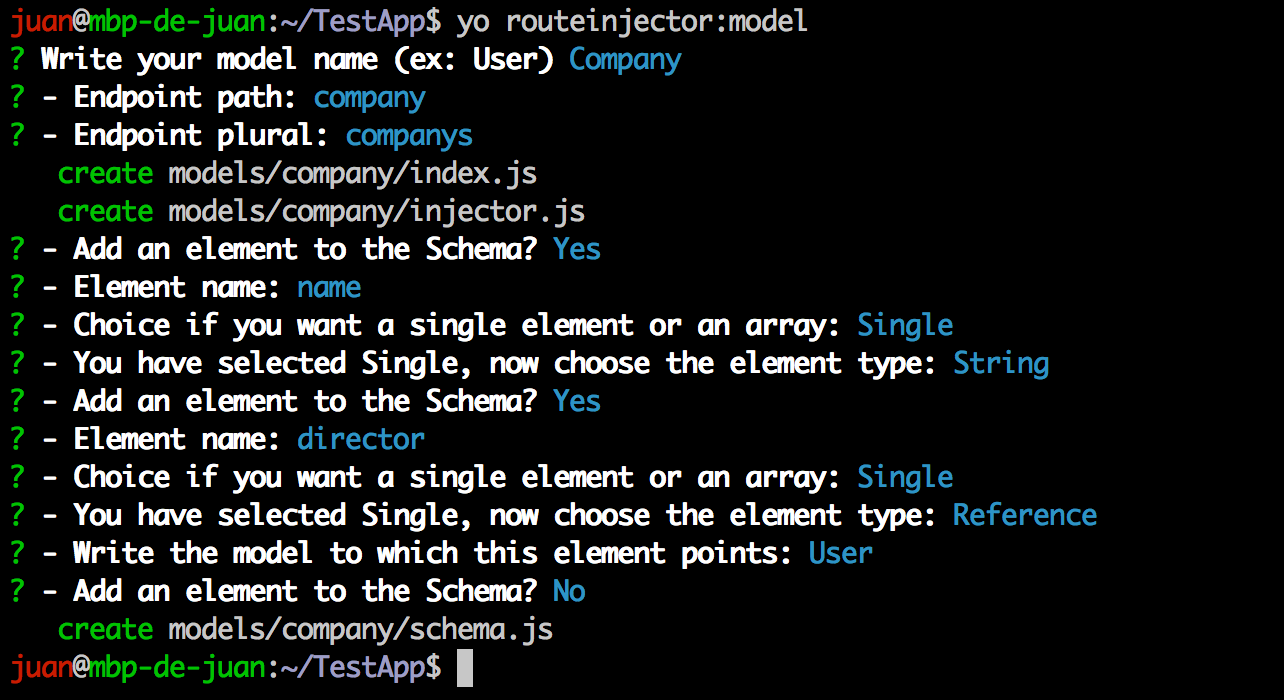 juan@mbp-de-juan:~/TestApp$ yo routeinjector:model
? Write your model name (ex: User) Company
? - Endpoint path: company
? - Endpoint plural: companys
create models/company/index.js
create models/company/injector.js
? - Add an element to the Schema? Yes
? - Element name: name
? - Choice if you want a single element or an array: Single
? - You have selected Single, now choose the element type: String
? - Add an element to the Schema? Yes
? - Element name: director
? - Choice if you want a single element or an array: Single
? - You have selected Single, now choose the element type: Reference
? - Write the model to which this element points: User
? - Add an element to the Schema? No
create models/company/schema.js
juan@mbp-de-juan:~/TestApp$